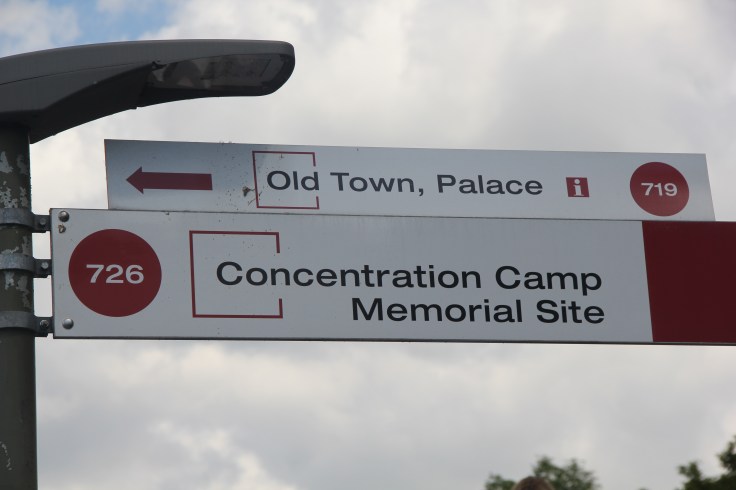 Old Town, Palace i 719
726 Concentration Camp
Memorial Site